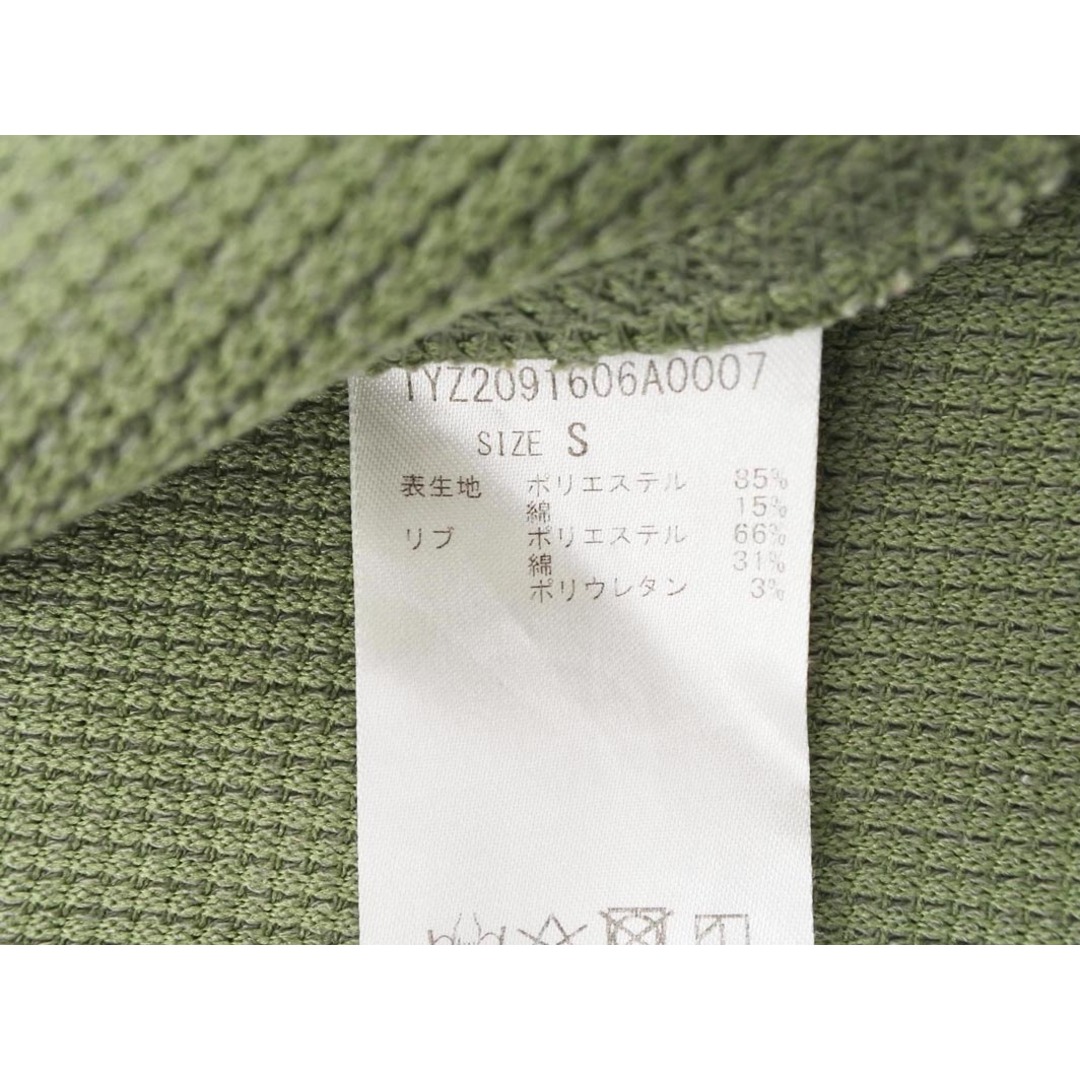 TYZ2091606A0007
SIZE S
表生地 ポリエステル 85%
綿 15%
リブ ポリエステル 66%
綿 31%
ポリウレタン 3%